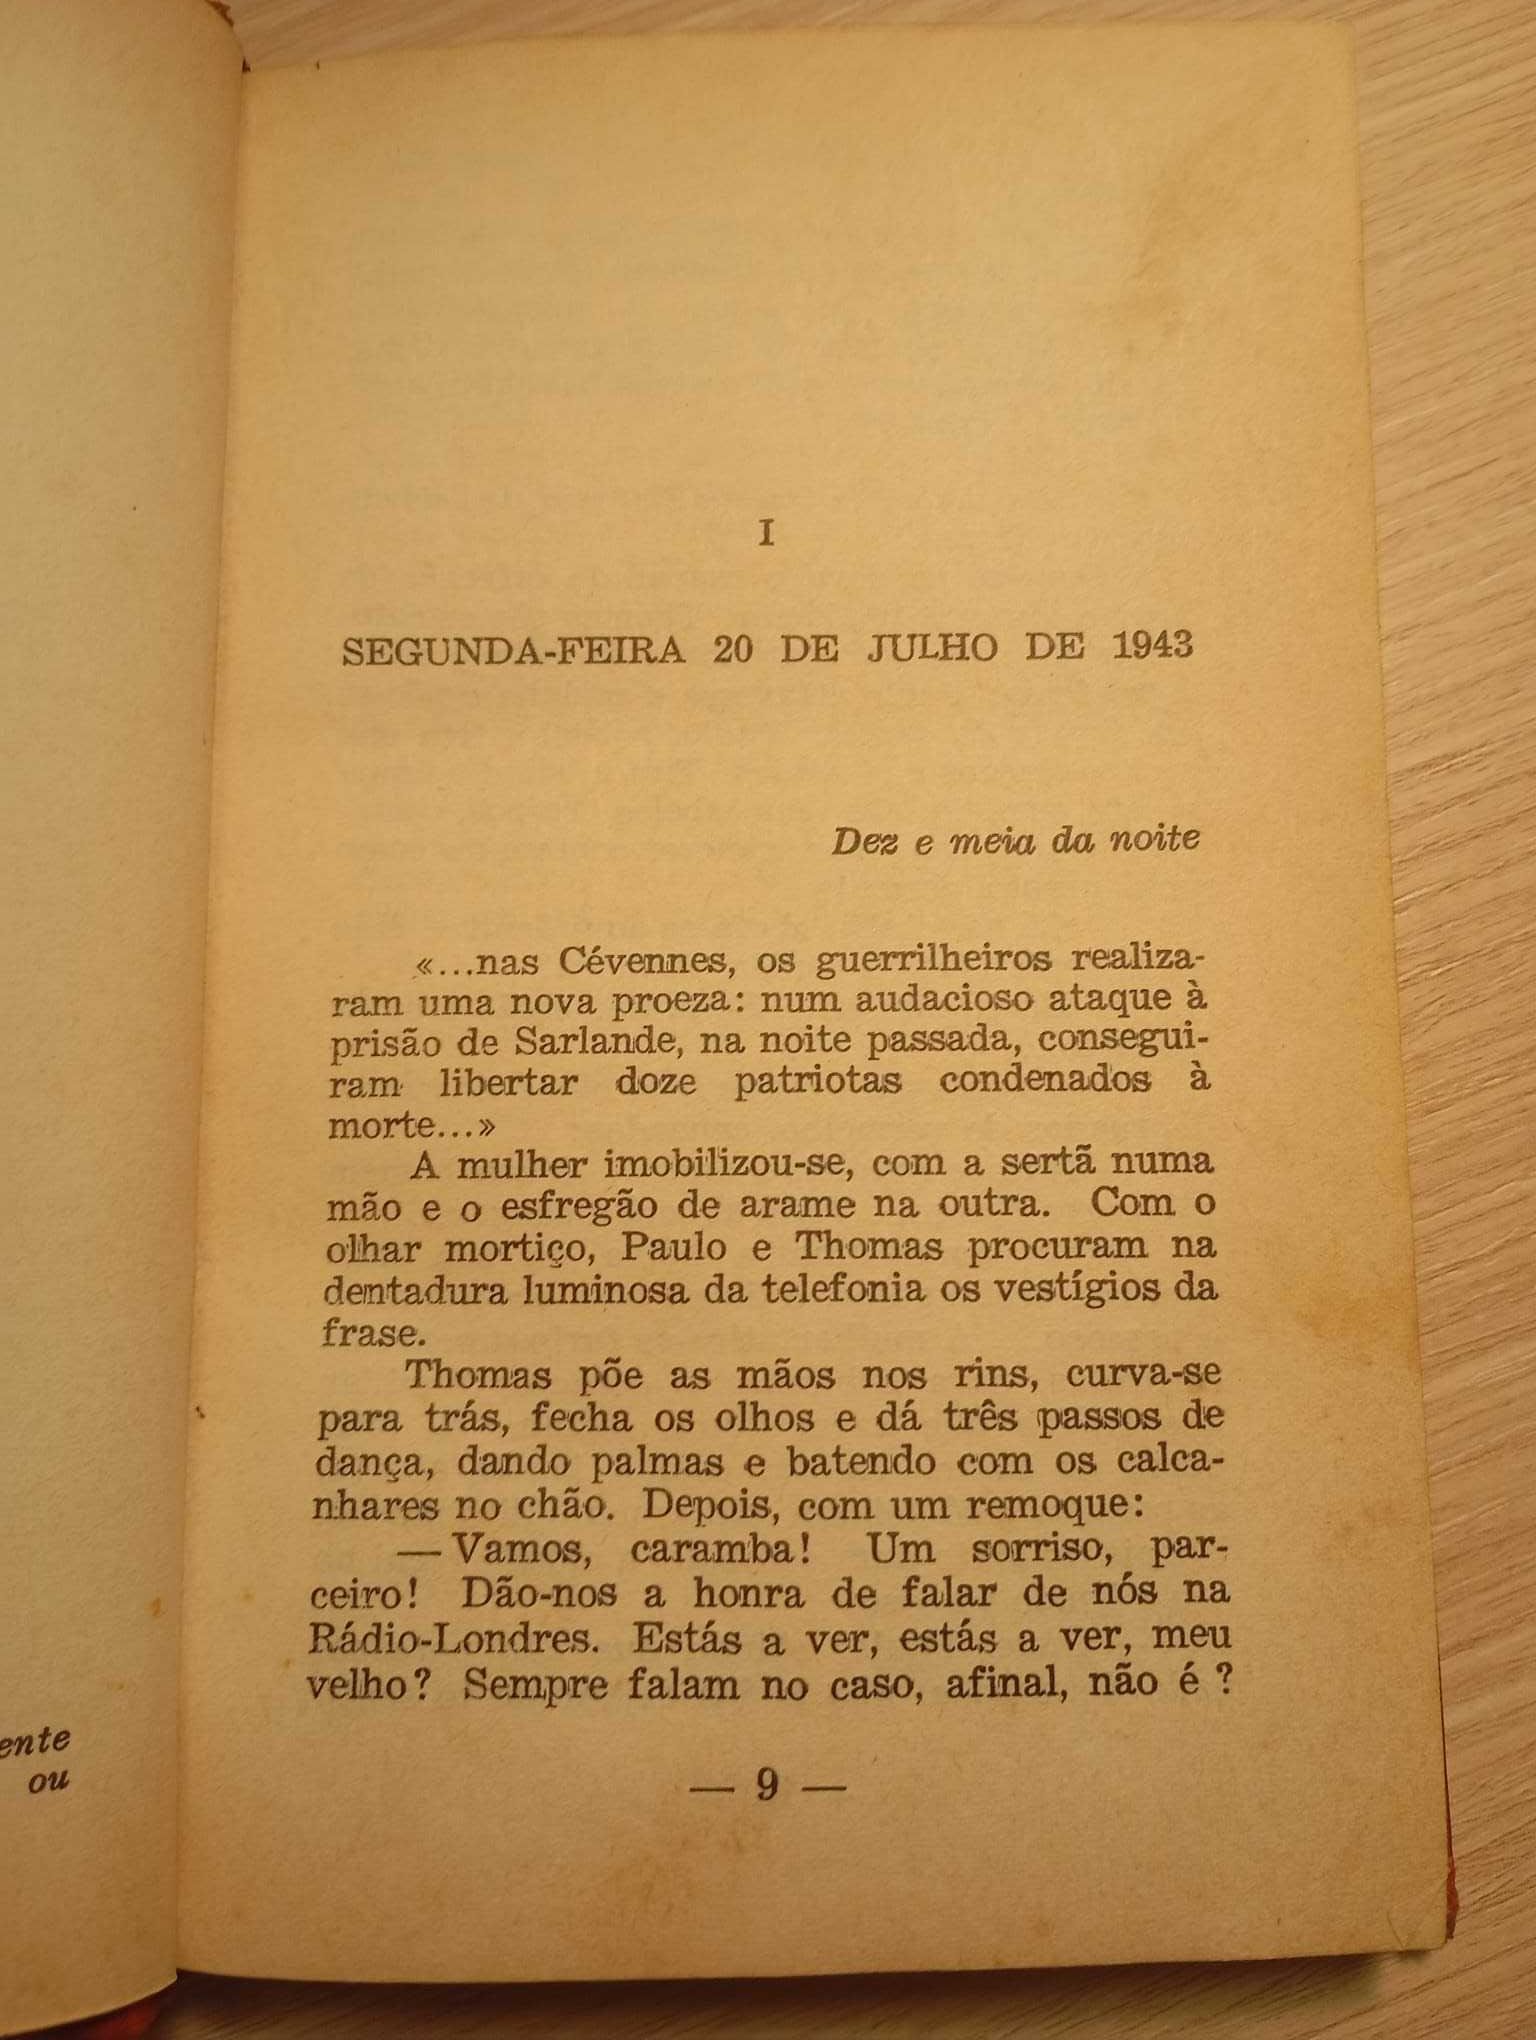 ente
ou
I
SEGUNDA-FEIRA 20 DE JULHO DE 1943
Dez e meia da noite
«...nas Cévennes, os guerrilheiros realiza-
ram uma nova proeza: num audacioso ataque à
prisão de Sarlande, na noite passada, consegui-
ram libertar doze patriotas condenados à
morte...»
A mulher imobilizou-se, com a sertã numa
mão e o esfregão de arame na outra. Com o
olhar mortiço, Paulo e Thomas procuram na
dentadura luminosa da telefonia os vestígios da
frase.
Thomas põe as mãos nos rins, curva-se
para trás, fecha os olhos e dá três passos de
dança, dando palmas e batendo com os calca-
nhares no chão. Depois, com um remoque:
— Vamos, caramba! Um sorriso, par-
ceiro! Dão-nos a honra de falar de nós na
Rádio-Londres. Estás a ver, estás a ver, meu
velho? Sempre falam no caso, afinal, não é ?
— 9 —